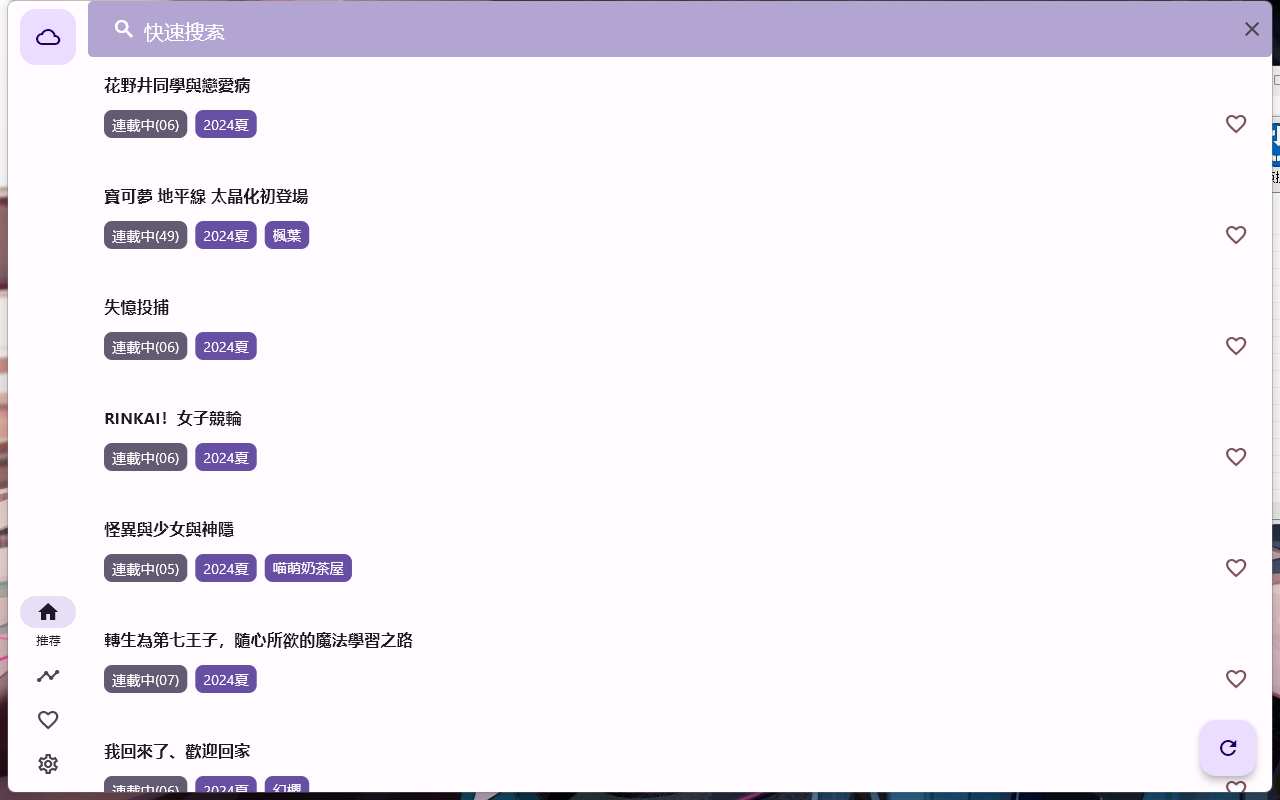 快速搜索
花野井同學與戀愛病
連載中(06) 2024夏
寶可夢 地平線 太晶化初登場
連載中(49) 2024夏 楓葉
失憶投捕
連載中(06) 2024夏
RINKAI！女子競輪
連載中(06) 2024夏
怪異與少女與神隱
連載中(05) 2024夏 喵萌奶茶屋
轉生為第七王子，隨心所欲的魔法學習之路
連載中(07) 2024夏
我回來了、歡迎回家
連載中(06) 2024夏 幻櫻
推荐